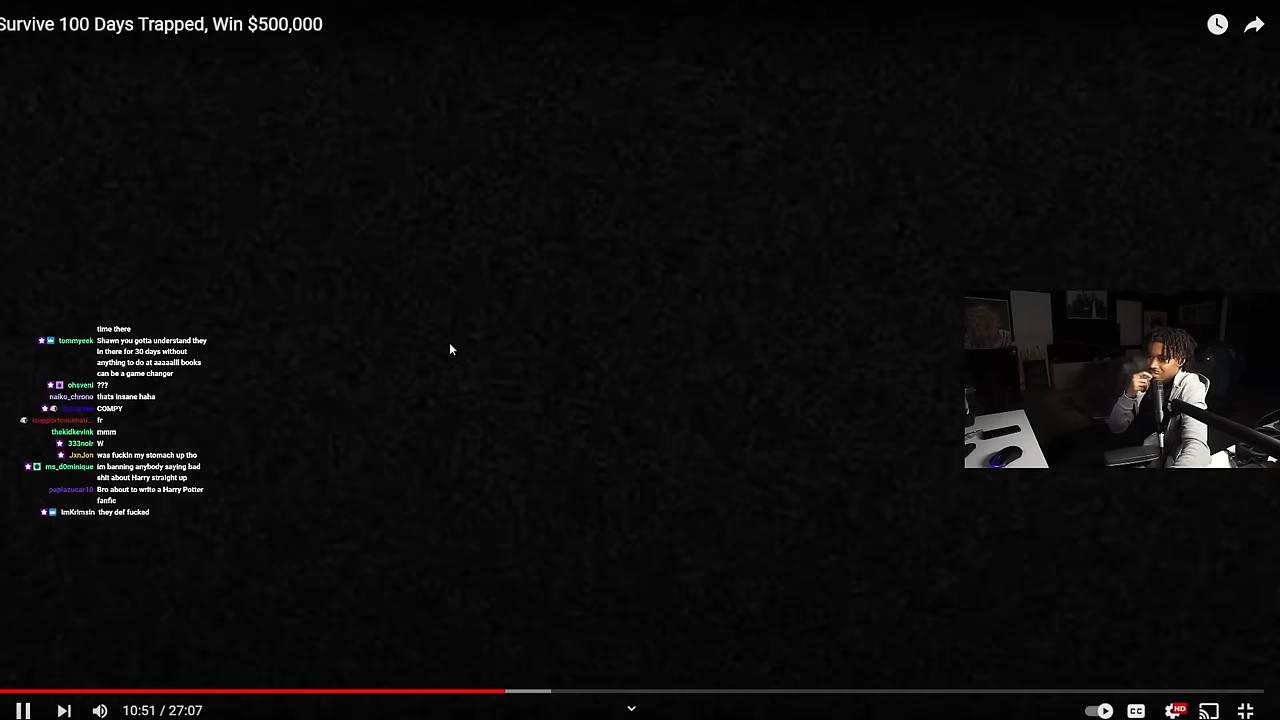 Survive 100 Days Trapped, Win $500,000
time there
tommyeek Shawn you gotta understand they
in there for 30 days without
anything to do at aaaaalll books
can be a game changer
ohsveni ???
naiko_chrono thats insane haha
COMPY
fr
thekidkevink mmm
333noir W
JxnJon was fuckin my stomach up tho
ms_d0minique im banning anybody saying bad
shit about Harry straight up
papiazucar10 Bro about to write a Harry Potter
fanfic
ImKrimsin they def fucked
10:51 / 27:07
CC
HD